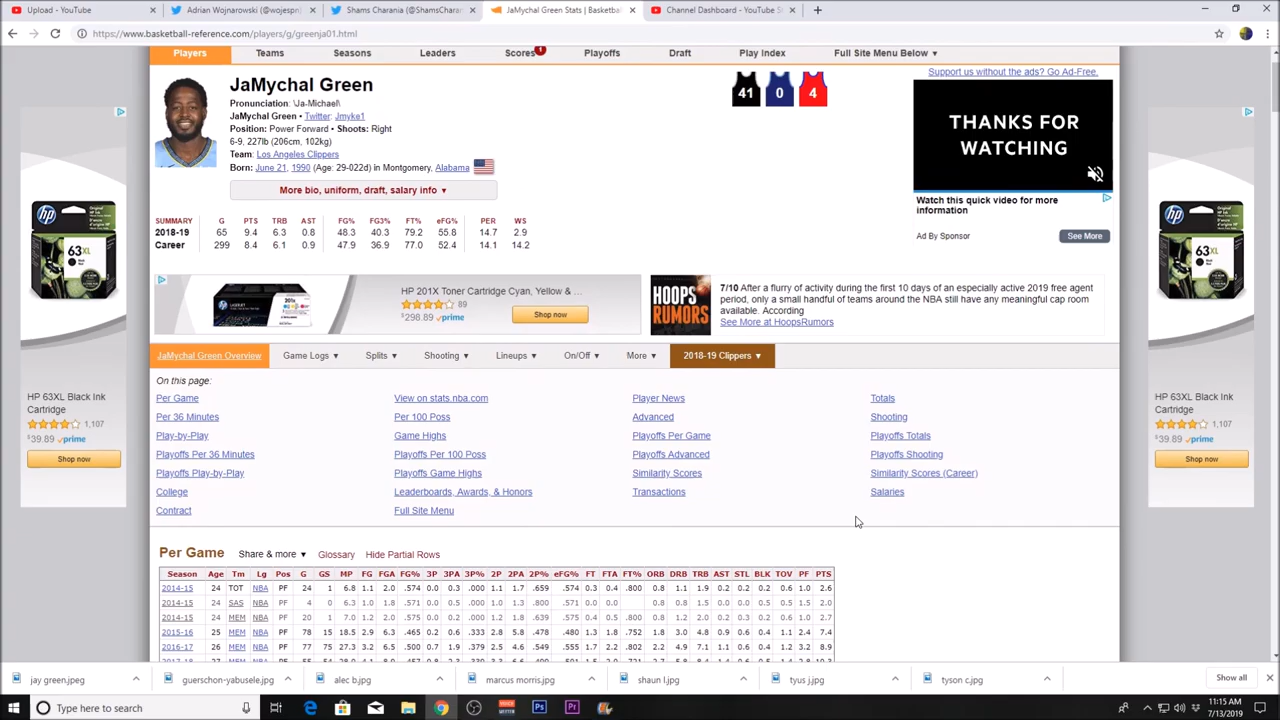 Upload - YouTube
Adrian Wojnarowski (@wojespn)
Shams Charania (@ShamsCharan
JaMychal Green Stats | Basketball
Channel Dashboard - YouTube St
https://www.basketball-reference.com/players/g/greenja01.html
Players Teams Seasons Leaders Scores 1 Playoffs Draft Play Index Full Site Menu Below ▼
JaMychal Green
Pronunciation: \Ja-Michael\
JaMychal Green • Twitter: Jmyke1
Position: Power Forward • Shoots: Right
6-9, 227lb (206cm, 102kg)
Team: Los Angeles Clippers
Born: June 21, 1990 (Age: 29-022d) in Montgomery, Alabama
More bio, uniform, draft, salary info ▼
41 0 4
Support us without the ads? Go Ad-Free.
THANKS FOR
WATCHING
Watch this quick video for more
information
Ad By Sponsor
See More
SUMMARY G PTS TRB AST FG% FG3% FT% eFG% PER WS
2018-19 65 9.4 6.3 0.8 48.3 40.3 79.2 55.8 14.7 2.9
Career 299 8.4 6.1 0.9 47.9 36.9 77.0 52.4 14.1 14.2
HP 201X Toner Cartridge Cyan, Yellow & ...
89
$298.89 prime
Shop now
HOOPS
RUMORS
7/10 After a flurry of activity during the first 10 days of an especially active 2019 free agent
period, only a small handful of teams around the NBA still have any meaningful cap room
available. According
See More at HoopsRumors
JaMychal Green Overview Game Logs ▼ Splits ▼ Shooting ▼ Lineups ▼ On/Off ▼ More ▼ 2018-19 Clippers ▼
On this page:
Per Game View on stats.nba.com Player News Totals
Per 36 Minutes Per 100 Poss Advanced Shooting
Play-by-Play Game Highs Playoffs Per Game Playoffs Totals
Playoffs Per 36 Minutes Playoffs Per 100 Poss Playoffs Advanced Playoffs Shooting
Playoffs Play-by-Play Playoffs Game Highs Similarity Scores Similarity Scores (Career)
College Leaderboards, Awards, & Honors Transactions Salaries
Contract Full Site Menu
hp
63XL
HP 63XL Black Ink
Cartridge
1,107
$39.89 prime
Shop now
hp
63XL
HP 63XL Black Ink
Cartridge
1,107
$39.89 prime
Shop now
Per Game Share & more ▼ Glossary Hide Partial Rows
Season Age Tm Lg Pos G GS MP FG FGA FG% 3P 3PA 3P% 2P 2PA 2P% eFG% FT FTA FT% ORB DRB TRB AST STL BLK TOV PF PTS
2014-15 24 TOT NBA PF 24 1 6.8 1.1 2.0 .574 0.0 0.3 .000 1.1 1.7 .659 .574 0.3 0.4 .800 0.8 1.1 1.9 0.2 0.2 0.2 0.6 1.0 2.6
2014-15 24 SAS NBA PF 4 0 6.3 1.0 1.8 .571 0.0 0.5 .000 1.0 1.3 .800 .571 0.0 0.0 0.8 0.8 1.5 0.0 0.0 0.5 0.5 1.5 2.0
2014-15 24 MEM NBA PF 20 1 7.0 1.2 2.0 .575 0.0 0.2 .000 1.2 1.8 .639 .575 0.4 0.5 .800 0.8 1.2 2.0 0.2 0.3 0.1 0.7 1.0 2.7
2015-16 25 MEM NBA PF 78 15 18.5 2.9 6.3 .465 0.2 0.6 .333 2.8 5.8 .478 .480 1.3 1.8 .752 1.8 3.0 4.8 0.9 0.6 0.4 1.1 2.4 7.4
2016-17 26 MEM NBA PF 77 75 27.3 3.2 6.5 .500 0.7 1.9 .379 2.5 4.6 .549 .555 1.7 2.2 .802 2.2 4.9 7.1 1.1 0.6 0.4 1.2 3.2 8.9
jay green.jpeg
guerschon-yabusele.jpg
alec b.jpg
marcus morris.jpg
shaun l.jpg
tyus j.jpg
tyson c.jpg
Show all
Type here to search
11:15 AM
7/13/2019